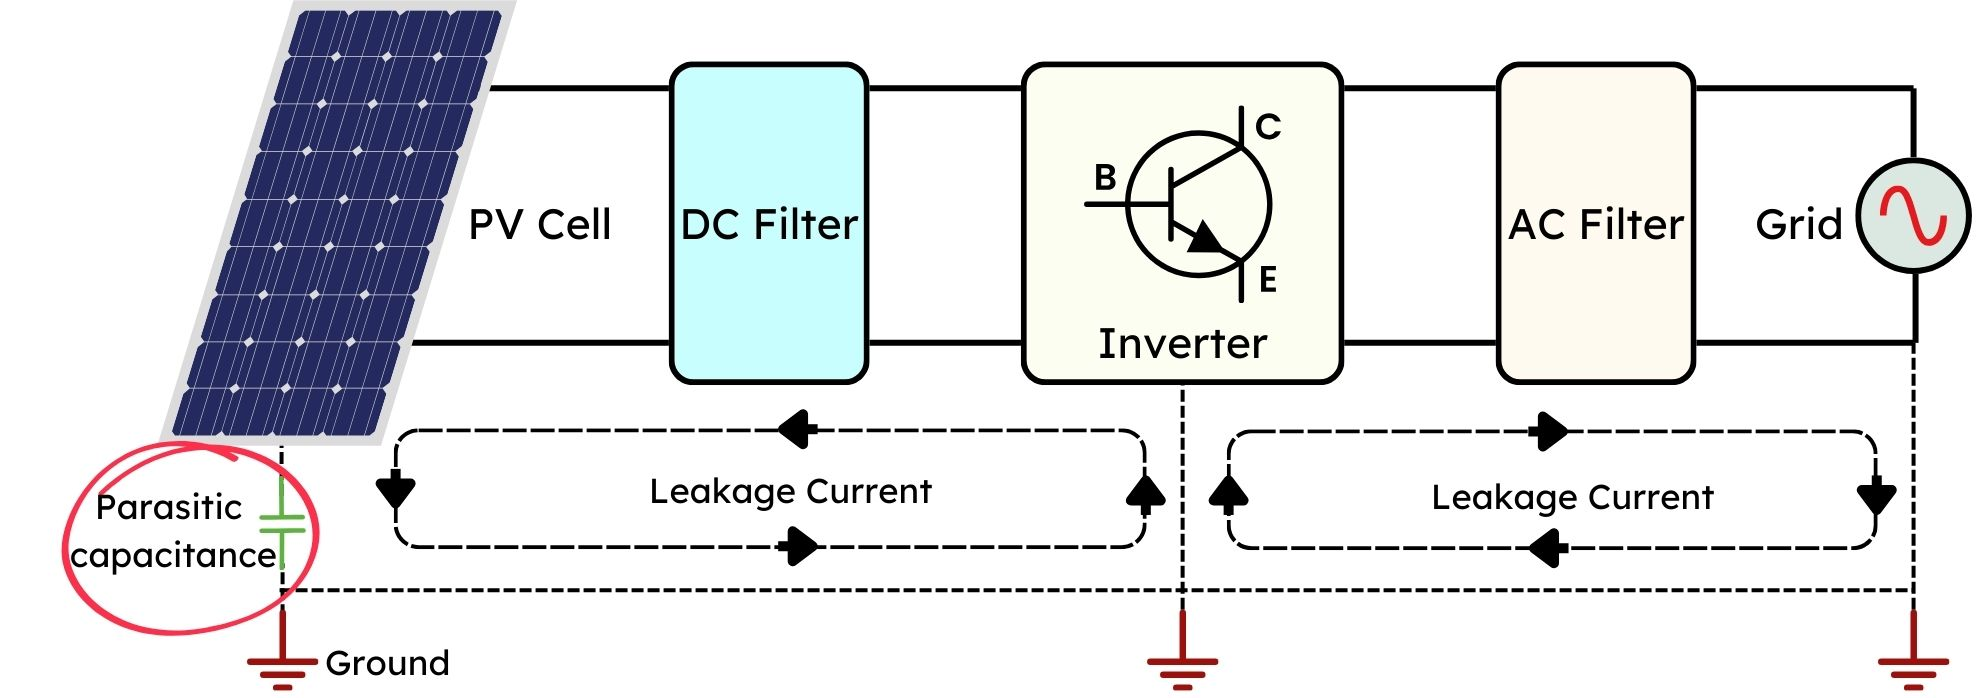 C
B
PV Cell
DC Filter
AC Filter
Grid
E
Inverter
Parasitic
capacitance
Leakage Current
Leakage Current
Ground